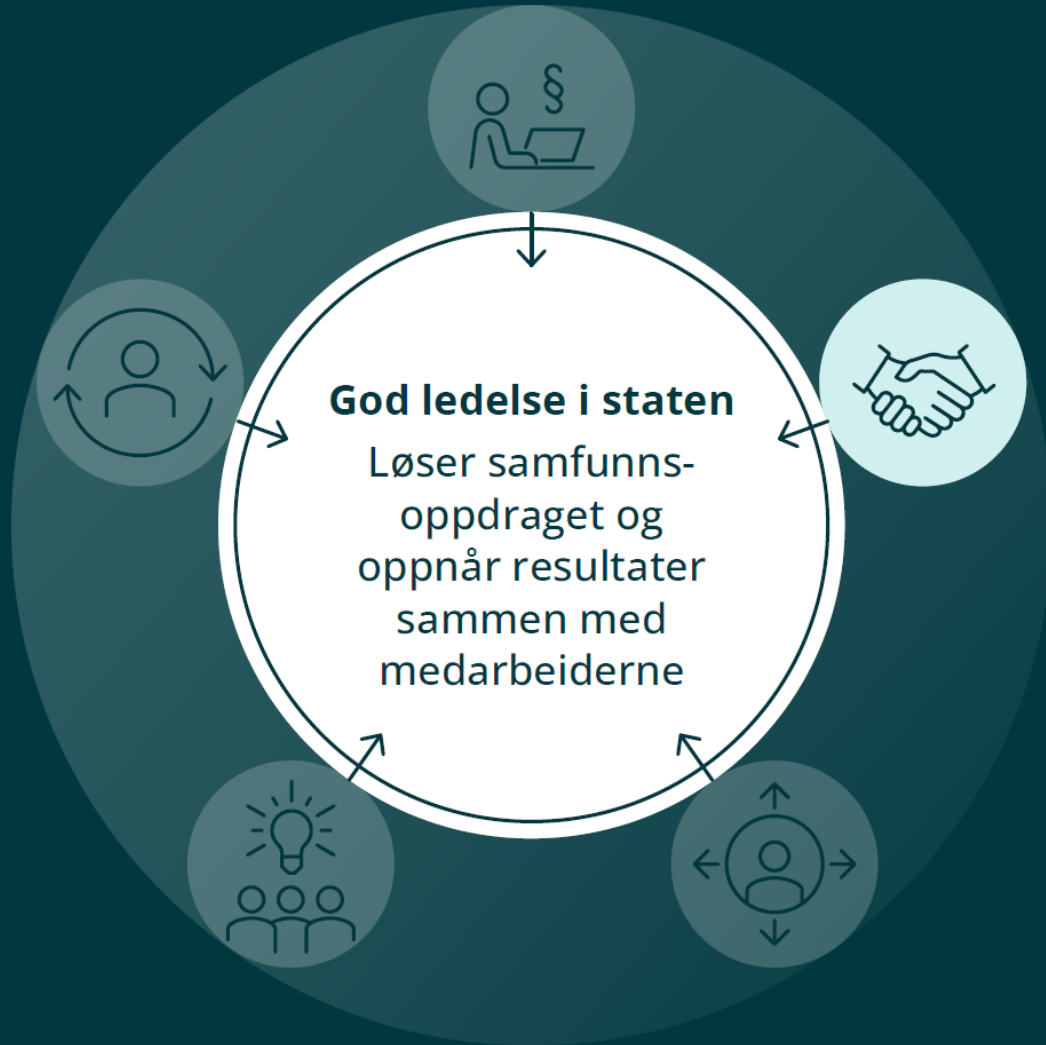 §
God ledelse i staten
Løser samfunns-
oppdraget og
oppnår resultater
sammen med
medarbeiderne